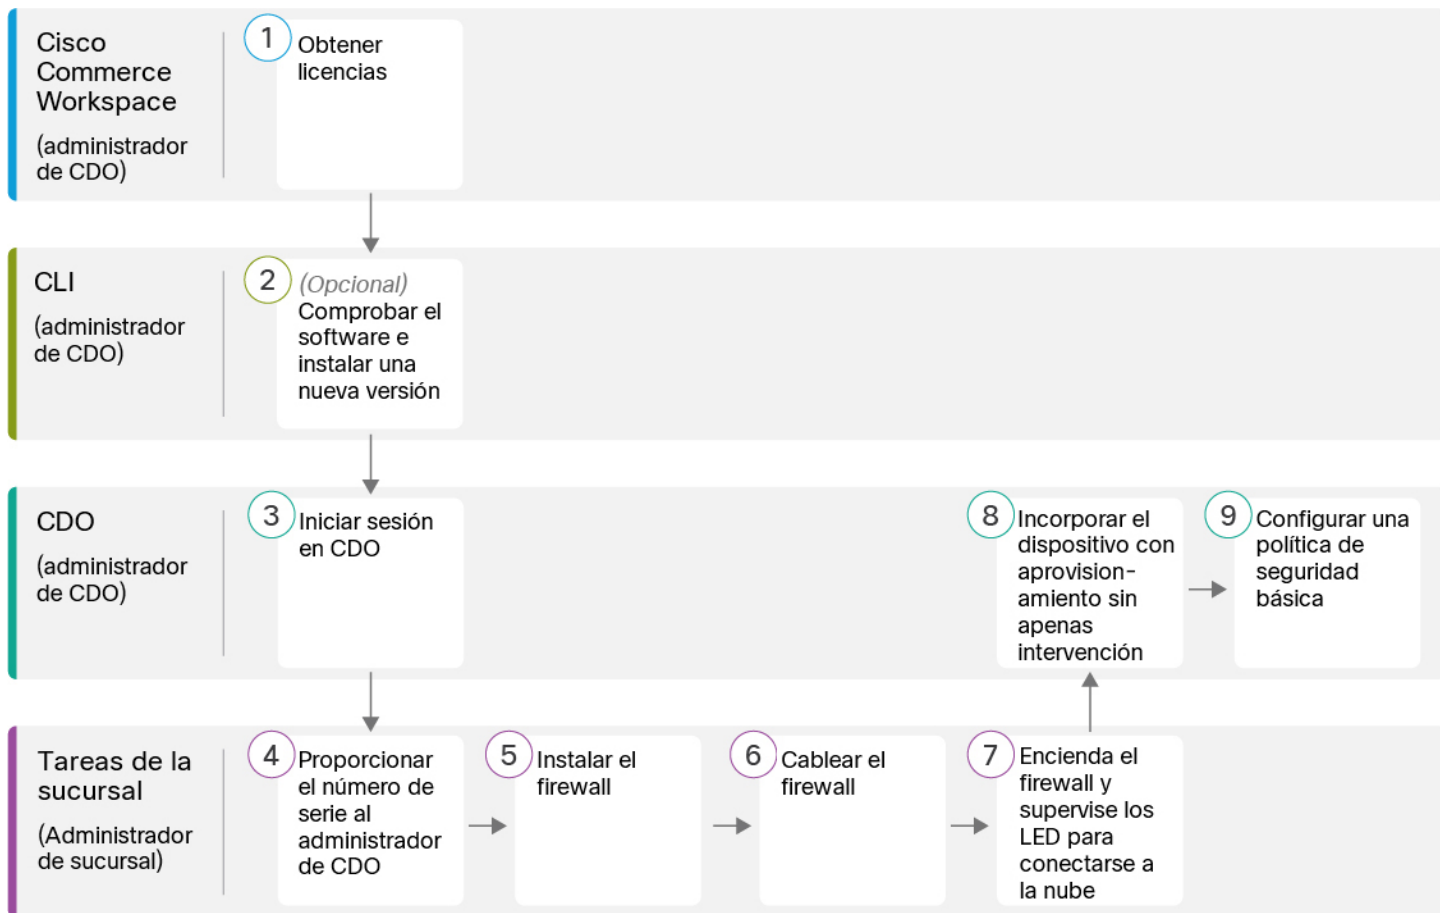 Cisco
Commerce
Workspace
(administrador
de CDO)
1
Obtener
licencias
CLI
(administrador
de CDO)
2
(Opcional)
Comprobar el
software e
instalar una
nueva versión
CDO
(administrador
de CDO)
3
Iniciar sesión
en CDO
8
Incorporar el
dispositivo con
aprovision-
amiento sin
apenas
intervención
9
Configurar una
política de
seguridad
básica
Tareas de la
sucursal
(Administrador
de sucursal)
4
Proporcionar
el número de
serie al
administrador
de CDO
5
Instalar el
firewall
6
Cablear el
firewall
7
Encienda el
firewall y
supervise los
LED para
conectarse a
la nube